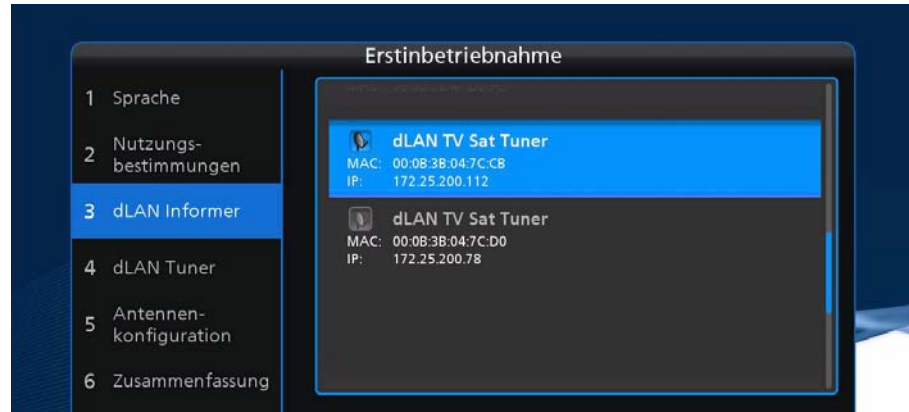 Erstinbetriebnahme
1 Sprache
2 Nutzungs-
bestimmungen
3 dLAN Informer
4 dLAN Tuner
5 Antennen-
konfiguration
6 Zusammenfassung
dLAN TV Sat Tuner
MAC: 00:0B:3B:04:7C:CB
IP: 172.25.200.112
dLAN TV Sat Tuner
MAC: 00:0B:3B:04:7C:D0
IP: 172.25.200.78